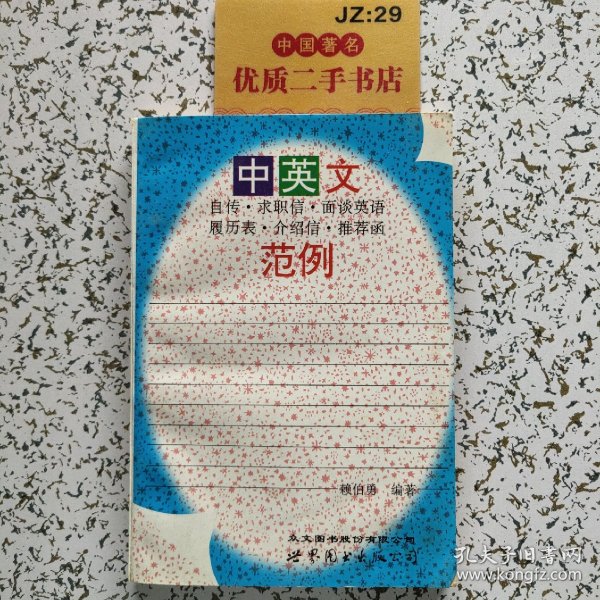 JZ:29
中国著名
优质二手书店
中英文
自传·求职信·面谈英语
履历表·介绍信·推荐函
范例
赖伯勇 编著
众文图书股份有限公司
世界图书出版公司
孔夫子旧书网
www.kongfz.com